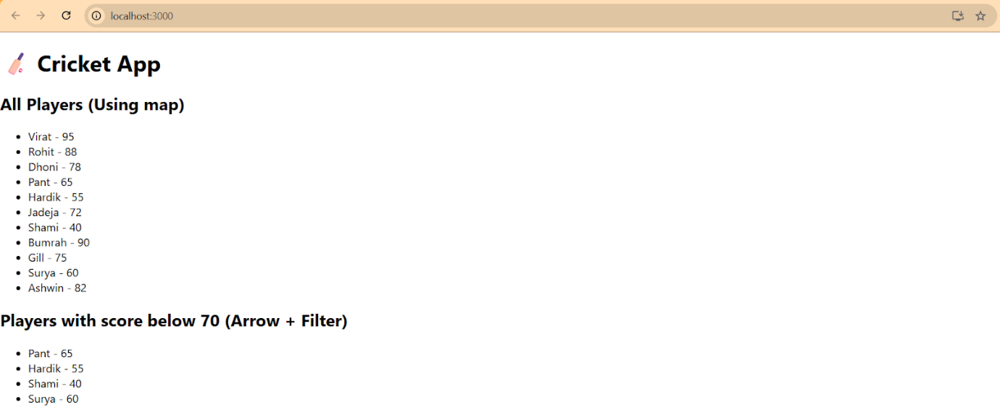 localhost:3000
Cricket App
All Players (Using map)
Virat - 95
Rohit - 88
Dhoni - 78
Pant - 65
Hardik - 55
Jadeja - 72
Shami - 40
Bumrah - 90
Gill - 75
Surya - 60
Ashwin - 82
Players with score below 70 (Arrow + Filter)
Pant - 65
Hardik - 55
Shami - 40
Surya - 60